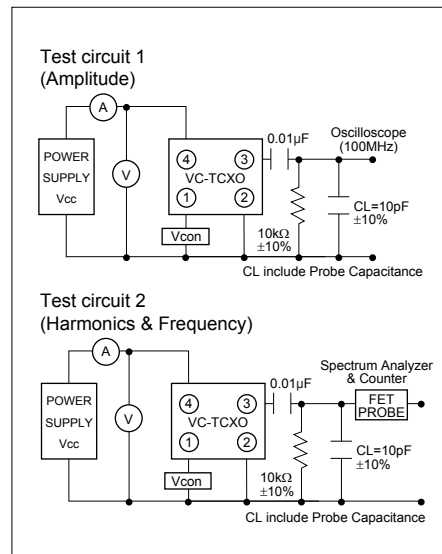 Test circuit 1
(Amplitude)
A
0.01µF
Oscilloscope
(100MHz)
POWER
SUPPLY
Vcc
V
4
3
VC-TCXO
1
2
Vcon
10kΩ
±10%
CL=10pF
±10%
CL include Probe Capacitance
Test circuit 2
(Harmonics & Frequency)
A
0.01µF
Spectrum Analyzer
& Counter
FET
PROBE
POWER
SUPPLY
Vcc
V
4
3
VC-TCXO
1
2
Vcon
10kΩ
±10%
CL=10pF
±10%
CL include Probe Capacitance